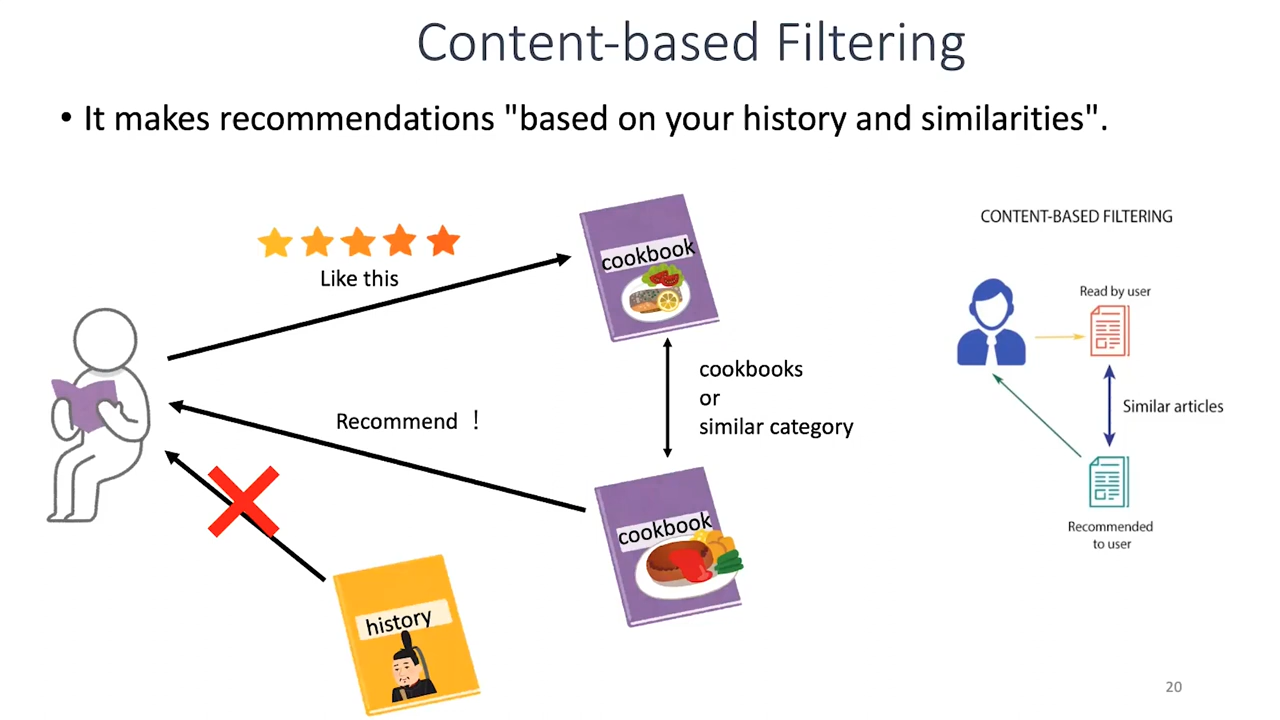 Content-based Filtering
• It makes recommendations "based on your history and similarities".
Like this
cookbook
cookbooks
or
similar category
Recommend !
cookbook
history
CONTENT-BASED FILTERING
Read by user
Similar articles
Recommended
to user
20